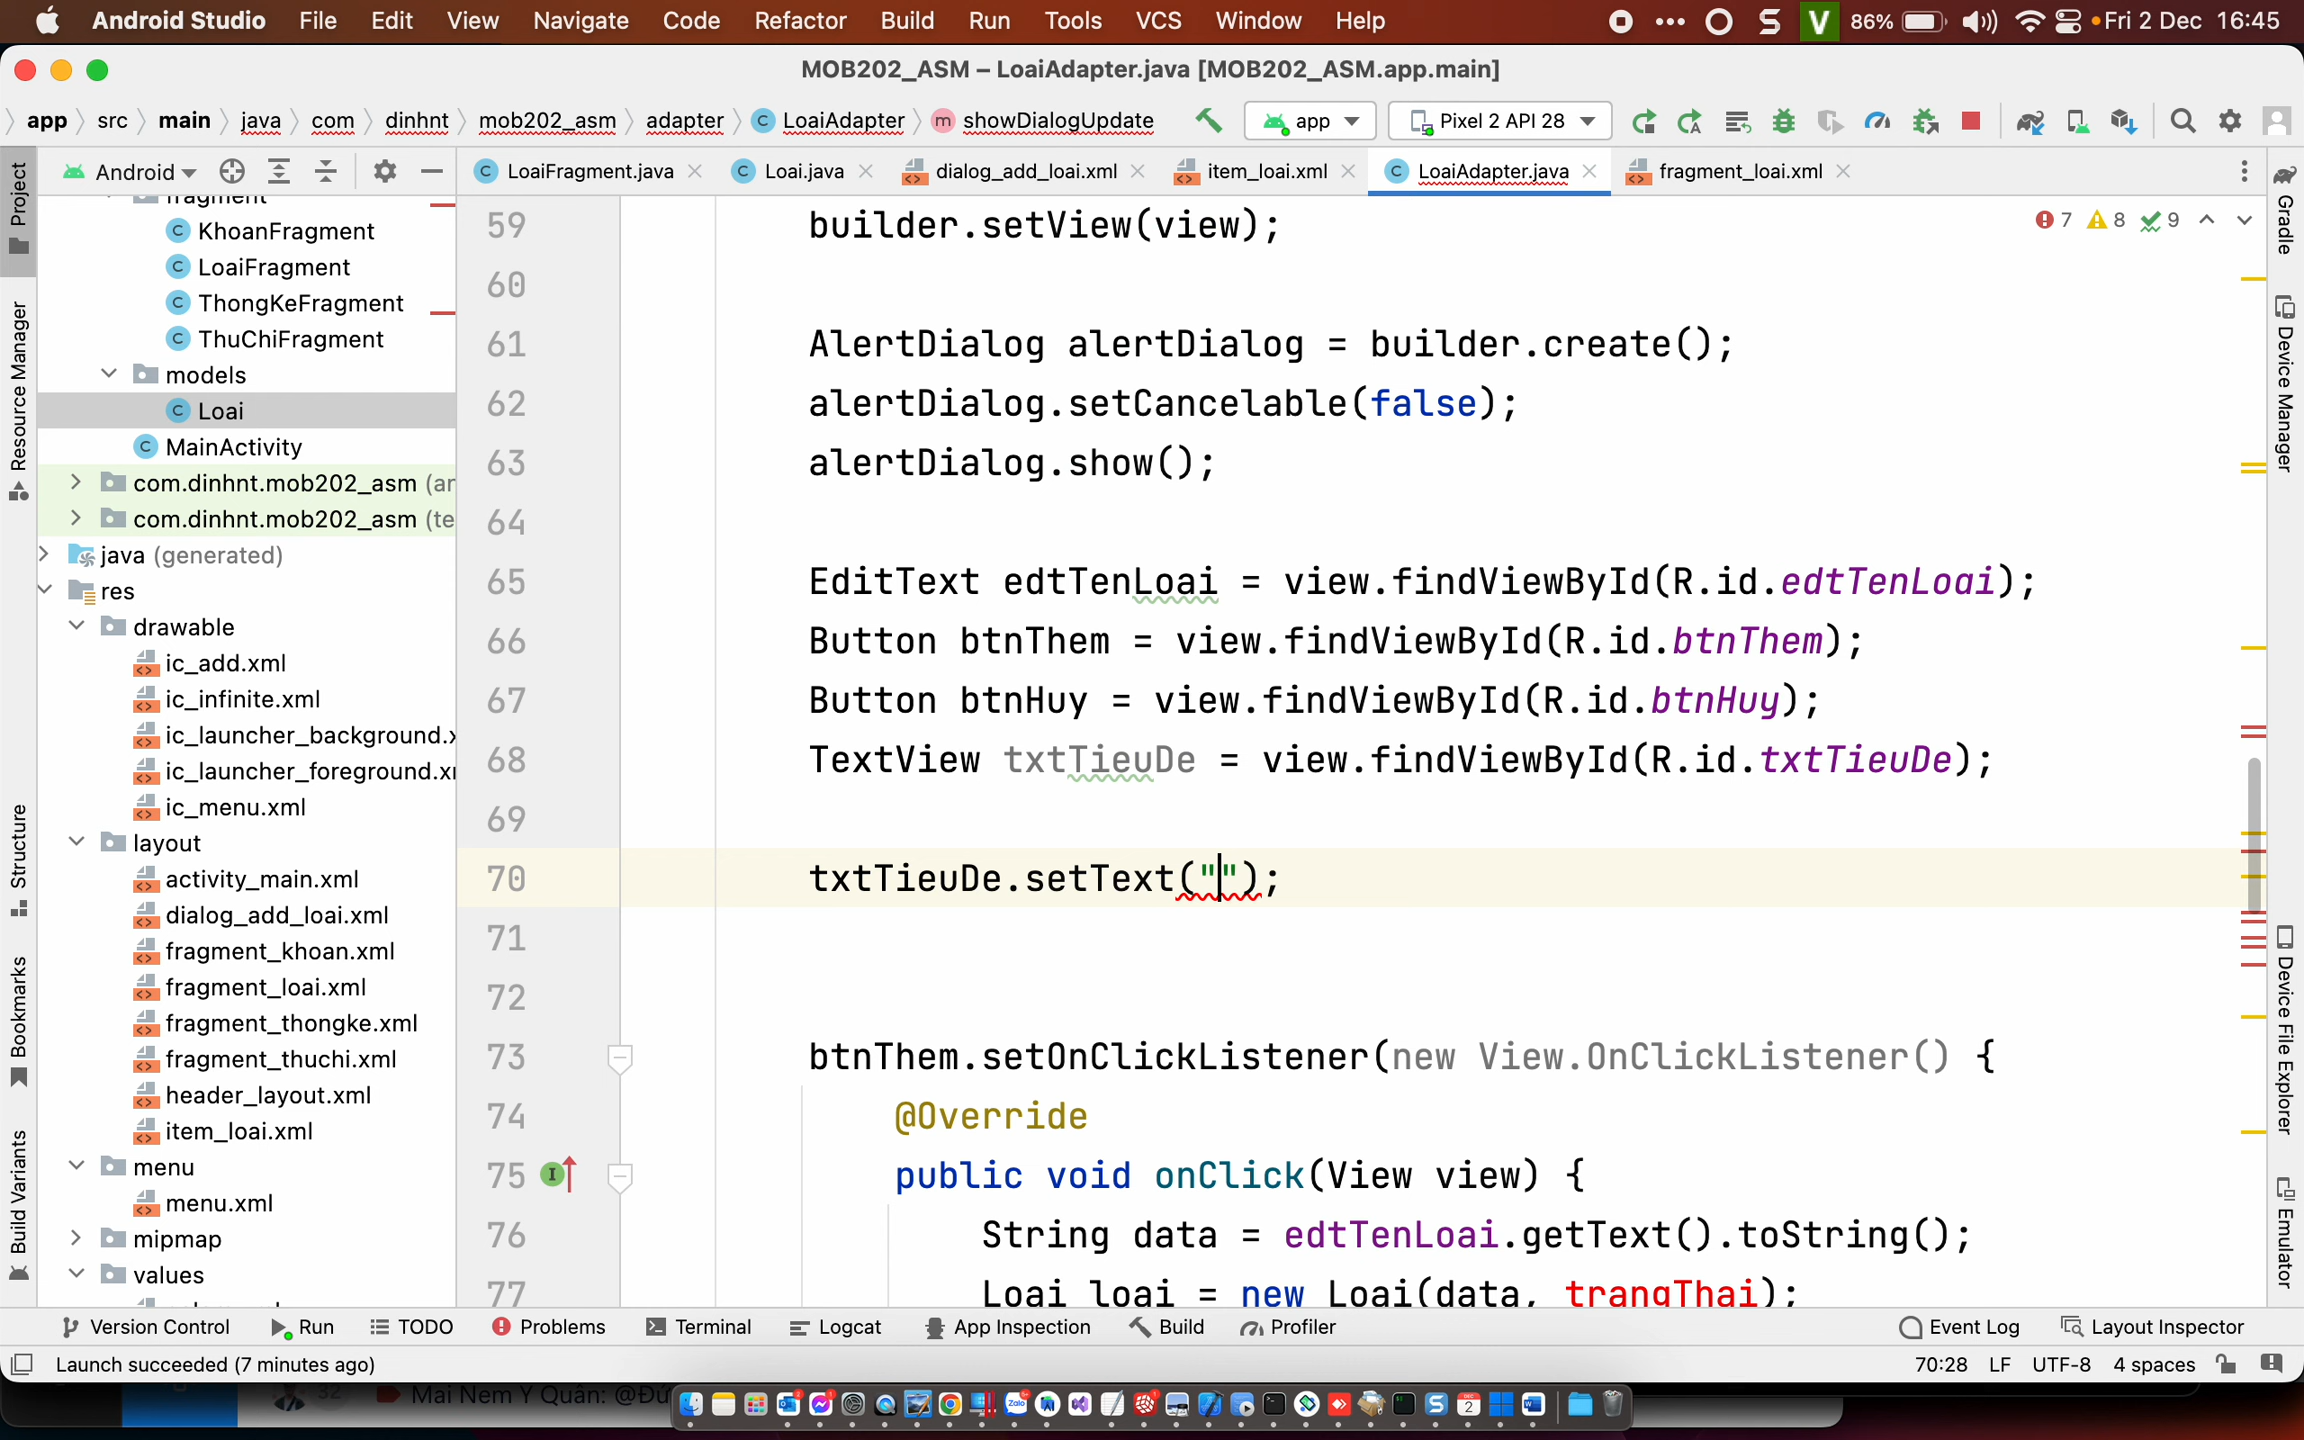 Android Studio File Edit View Navigate Code Refactor Build Run Tools VCS Window Help S V 86% Fri 2 Dec 16:45
MOB202_ASM – LoaiAdapter.java [MOB202_ASM.app.main]
app src main java com dinhnt mob202_asm adapter LoaiAdapter showDialogUpdate app Pixel 2 API 28
Android LoaiFragment.java Loai.java dialog_add_loai.xml item_loai.xml LoaiAdapter.java fragment_loai.xml
Project
Resource Manager
Structure
Bookmarks
Build Variants
fragment
KhoanFragment
LoaiFragment
ThongKeFragment
ThuChiFragment
models
Loai
MainActivity
com.dinhnt.mob202_asm (ar
com.dinhnt.mob202_asm (te
java (generated)
res
drawable
ic_add.xml
ic_infinite.xml
ic_launcher_background.x
ic_launcher_foreground.xr
ic_menu.xml
layout
activity_main.xml
dialog_add_loai.xml
fragment_khoan.xml
fragment_loai.xml
fragment_thongke.xml
fragment_thuchi.xml
header_layout.xml
item_loai.xml
menu
menu.xml
mipmap
values
7 8 9
59 builder.setView(view);
60
61 AlertDialog alertDialog = builder.create();
62 alertDialog.setCancelable(false);
63 alertDialog.show();
64
65 EditText edtTenLoai = view.findViewById(R.id.edtTenLoai);
66 Button btnThem = view.findViewById(R.id.btnThem);
67 Button btnHuy = view.findViewById(R.id.btnHuy);
68 TextView txtTieuDe = view.findViewById(R.id.txtTieuDe);
69
70 txtTieuDe.setText("");
71
72
73 btnThem.setOnClickListener(new View.OnClickListener() {
74 @Override
75 public void onClick(View view) {
76 String data = edtTenLoai.getText().toString();
77 Loai loai = new Loai(data, trangThai);
Gradle
Device Manager
Device File Explorer
Emulator
Version Control Run TODO Problems Terminal Logcat App Inspection Build Profiler Event Log Layout Inspector
Launch succeeded (7 minutes ago) 70:28 LF UTF-8 4 spaces
32 Mai Nem Y Quân: @Đứ